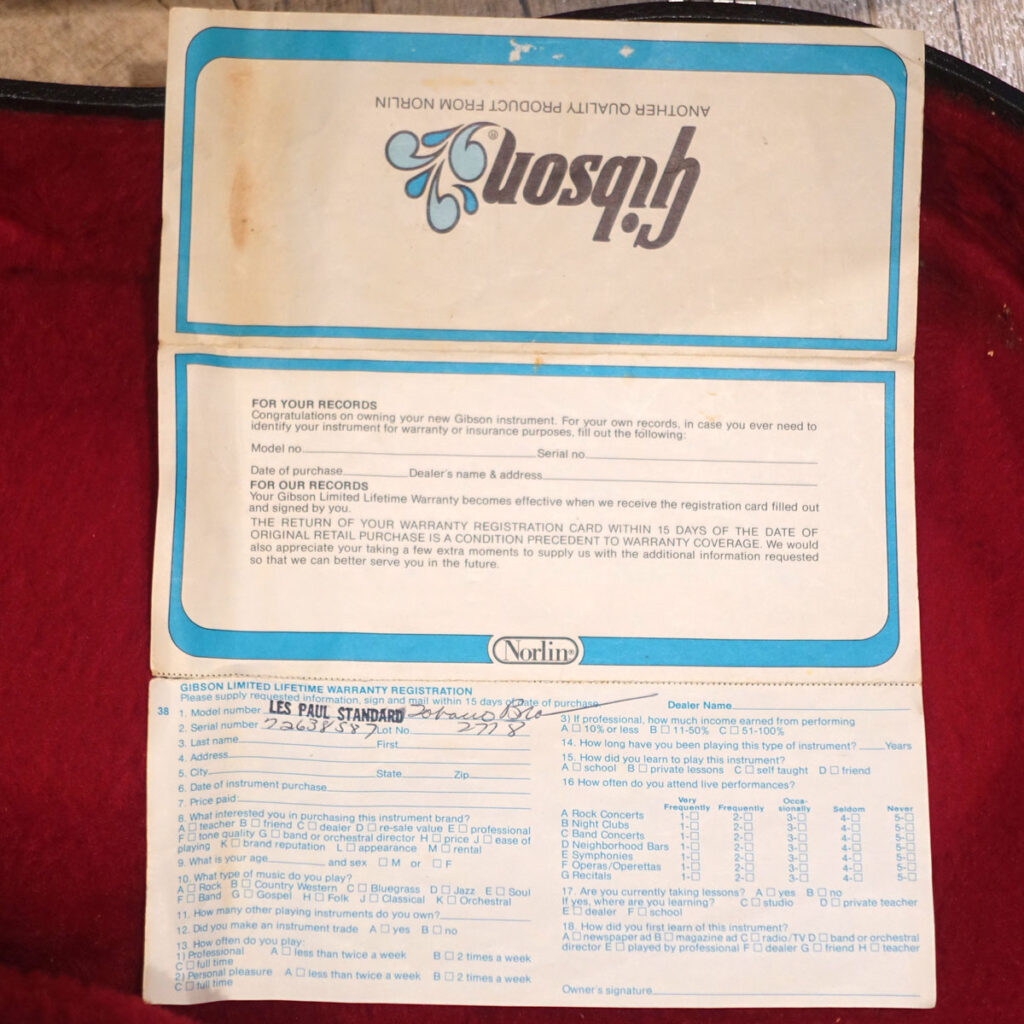 ANOTHER QUALITY PRODUCT FROM NORLIN
Gibson®
FOR YOUR RECORDS
Congratulations on owning your new Gibson instrument. For your own records, in case you ever need to
identify your instrument for warranty or insurance purposes, fill out the following:
Model no. Serial no.
Date of purchase Dealer's name & address
FOR OUR RECORDS
Your Gibson Limited Lifetime Warranty becomes effective when we receive the registration card filled out
and signed by you.
THE RETURN OF YOUR WARRANTY REGISTRATION CARD WITHIN 15 DAYS OF THE DATE OF
ORIGINAL RETAIL PURCHASE IS A CONDITION PRECEDENT TO WARRANTY COVERAGE. We would
also appreciate your taking a few extra moments to supply us with the additional information requested
so that we can better serve you in the future.
Norlin®
GIBSON LIMITED LIFETIME WARRANTY REGISTRATION
Please supply requested information, sign and mail within 15 days of date of purchase.
38 1. Model number LES PAUL STANDARD
2. Serial number 72638587 Lot No. 2778
3. Last name First
4. Address
5. City State Zip
6. Date of instrument purchase
7. Price paid
8. What interested you in purchasing this instrument brand?
A □ teacher B □ friend C □ dealer D □ re-sale value E □ professional
F □ tone quality G □ band or orchestral director H □ price J □ ease of
playing K □ brand reputation L □ appearance M □ rental
9. What is your age and sex □ M or □ F
10. What type of music do you play?
A □ Rock B □ Country Western C □ Bluegrass D □ Jazz E □ Soul
F □ Band G □ Gospel H □ Folk J □ Classical K □ Orchestral
11. How many other playing instruments do you own?
12. Did you make an instrument trade A □ yes B □ no
13. How often do you play:
1) Professional A □ less than twice a week B □ 2 times a week
C □ full time
2) Personal pleasure A □ less than twice a week B □ 2 times a week
C □ full time
Dealer Name
3) If professional, how much income earned from performing
A □ 10% or less B □ 11-50% C □ 51-100%
14. How long have you been playing this type of instrument? Years
15. How did you learn to play this instrument?
A □ school B □ private lessons C □ self taught D □ friend
16 How often do you attend live performances?
Very Frequently Frequently Occa-sionally Seldom Never
A Rock Concerts 1-□ 2-□ 3-□ 4-□ 5-□
B Night Clubs 1-□ 2-□ 3-□ 4-□ 5-□
C Band Concerts 1-□ 2-□ 3-□ 4-□ 5-□
D Neighborhood Bars 1-□ 2-□ 3-□ 4-□ 5-□
E Symphonies 1-□ 2-□ 3-□ 4-□ 5-□
F Operas/Operettas 1-□ 2-□ 3-□ 4-□ 5-□
G Recitals 1-□ 2-□ 3-□ 4-□ 5-□
17. Are you currently taking lessons? A □ yes B □ no
If yes, where are you learning? C □ studio D □ private teacher
E □ dealer F □ school
18. How did you first learn of this instrument?
A □ newspaper ad B □ magazine ad C □ radio/TV D □ band or orchestral
director E □ played by professional F □ dealer G □ friend H □ teacher
Owner's signature